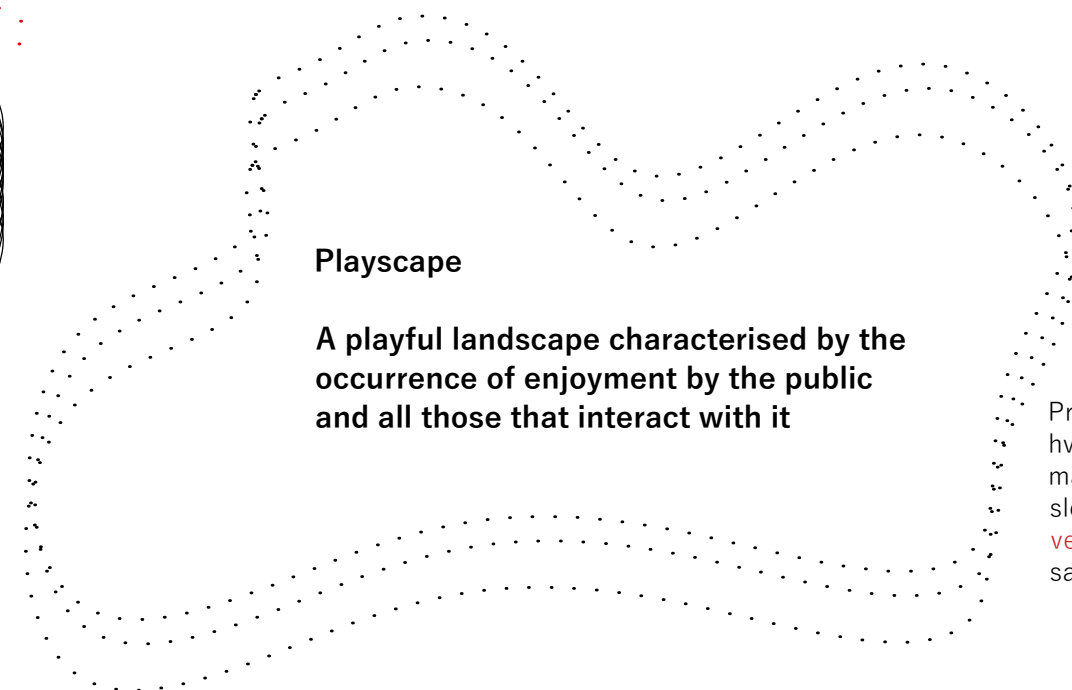 Playscape
A playful landscape characterised by the
occurrence of enjoyment by the public
and all those that interact with it